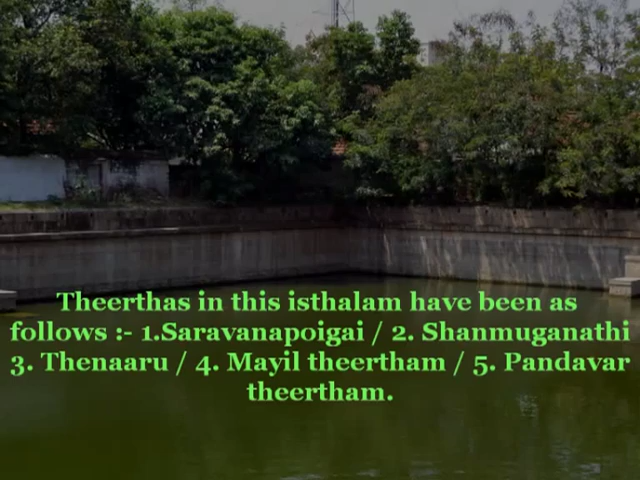 Theerthas in this isthalam have been as
follows :- 1.Saravanapoigai / 2. Shanmuganathi
3. Thenaaru / 4. Mayil theertham / 5. Pandavar
theertham.